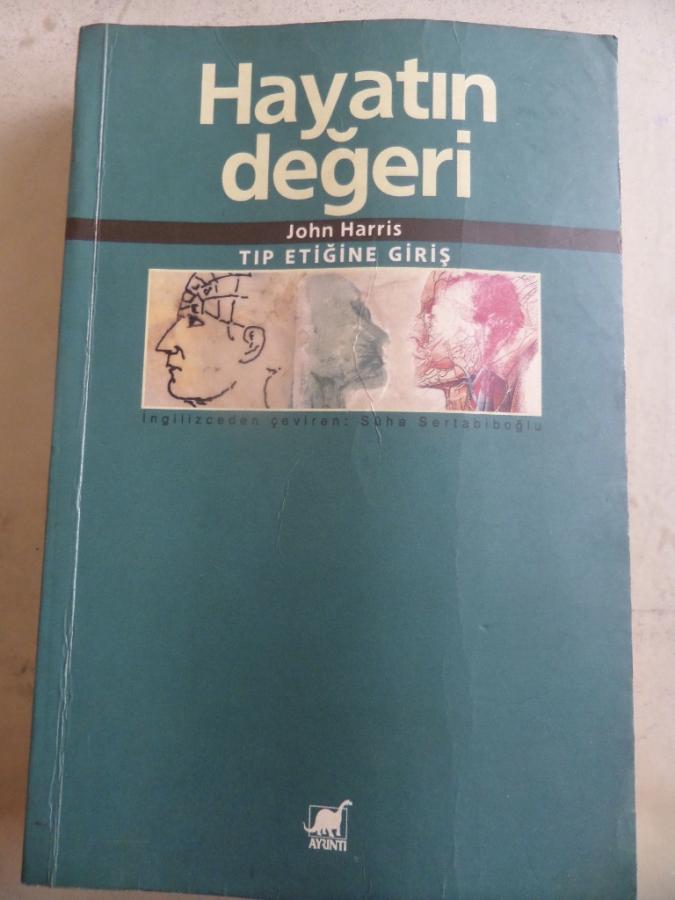 Hayatın
değeri
John Harris
TIP ETİĞİNE GİRİŞ
İngilizceden çeviren: Süha Sertabiboğlu
AYRINTI